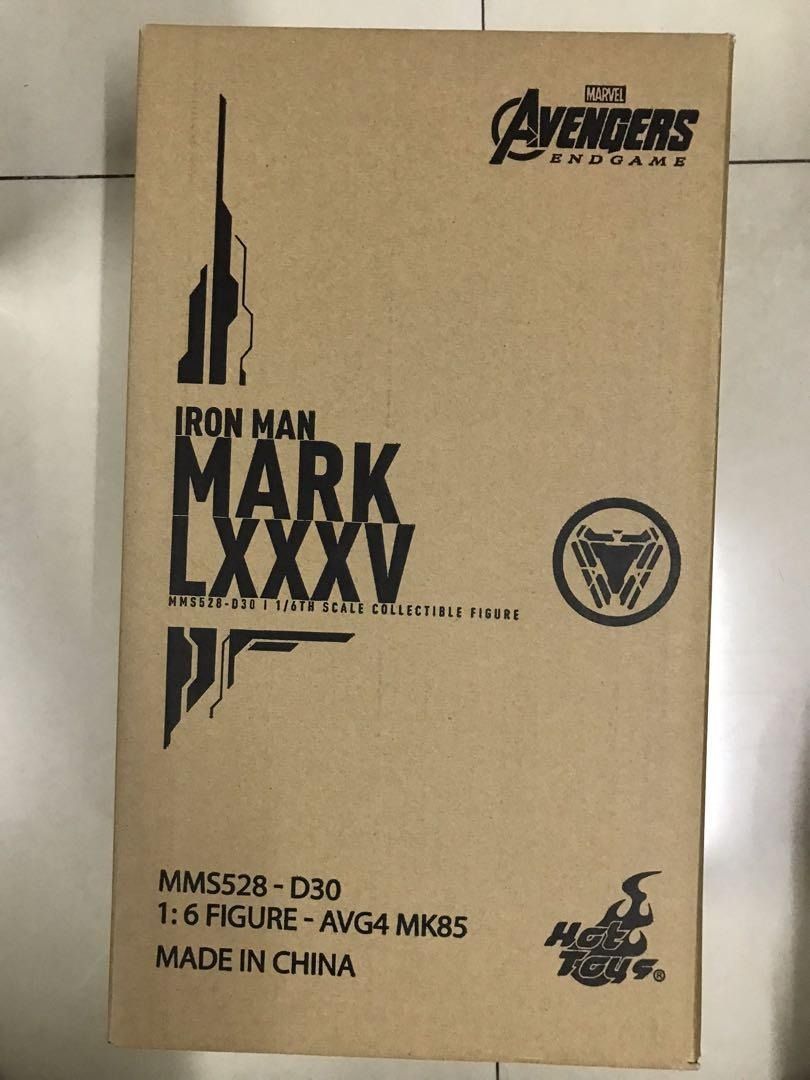 MARVEL
AVENGERS
ENDGAME
IRON MAN
MARK
LXXXV
MMS528-D30 | 1/6TH SCALE COLLECTIBLE FIGURE
MMS528 - D30
1: 6 FIGURE - AVG4 MK85
MADE IN CHINA
Hot
Toys®